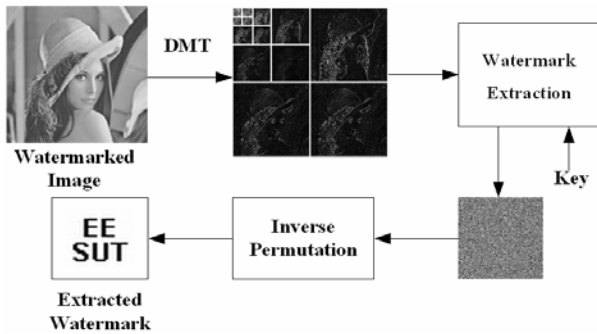 DMT
Watermark
Extraction
Watermarked
Image
Key
EE
SUT
Inverse
Permutation
Extracted
Watermark